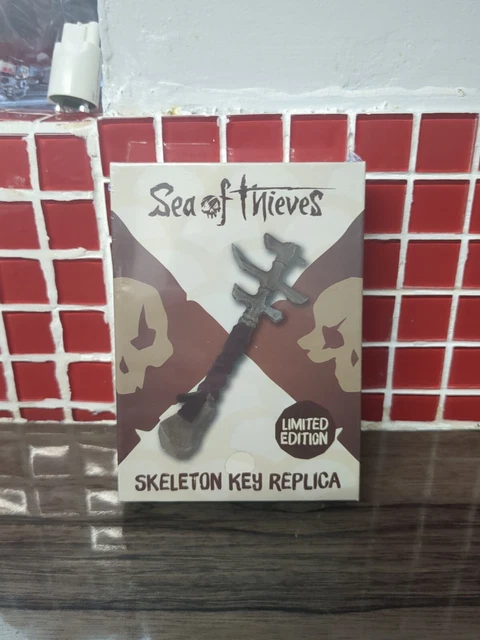 Sea of Thieves
LIMITED
EDITION
SKELETON KEY REPLICA